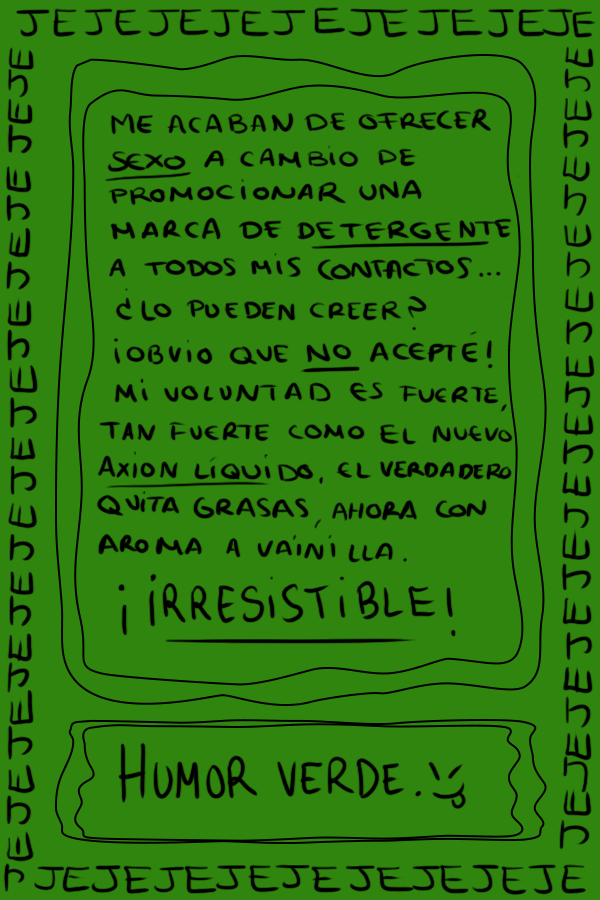 JEJEJEJEJEJEJEJEJEJE
JEJEJEJEJEJEJEJEJEJEJEJEJE
ME ACABAN DE OFRECER
SEXO A CAMBIO DE
PROMOCIONAR UNA
MARCA DE DETERGENTE
A TODOS MIS CONTACTOS...
¿LO PUEDEN CREER?
¡OBVIO QUE NO ACEPTÉ!
MI VOLUNTAD ES FUERTE,
TAN FUERTE COMO EL NUEVO
AXION LÍQUIDO, EL VERDADERO
QUITA GRASAS, AHORA CON
AROMA A VAINILLA.
¡IRRESISTIBLE!
HUMOR VERDE.
JEJEJEJEJEJEJEJEJEJEJEJEJE
JEJEJEJEJEJEJEJEJEJE